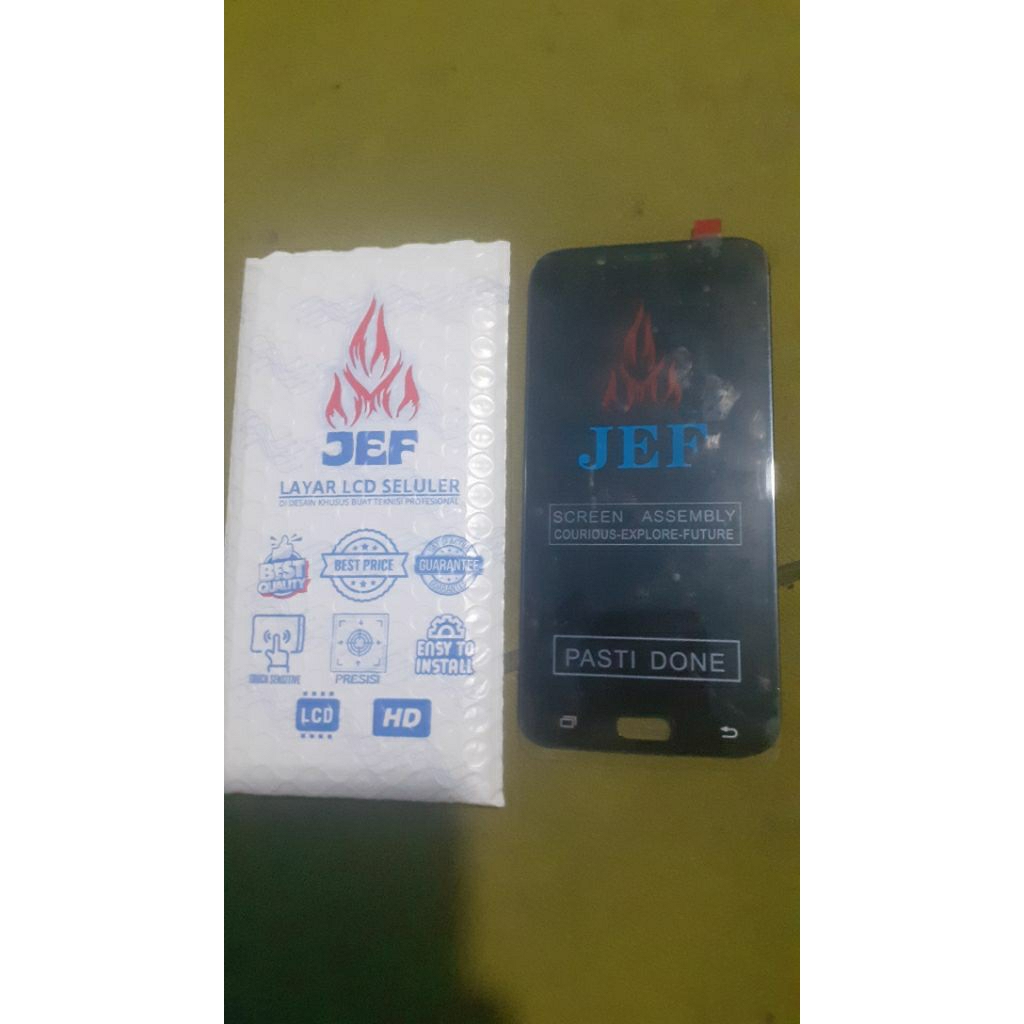 JEF
LAYAR LCD SELULER
DI DESAIN KHUSUS BUAT TEKNISI PROFESIONAL
BEST
QUALITY
BEST PRICE
GUARANTEE
TOUCH SENSITIVE
PRESISI
EASY TO
INSTALL
LCD
HD
JEF
SCREEN ASSEMBLY
COURIOUS-EXPLORE-FUTURE
PASTI DONE